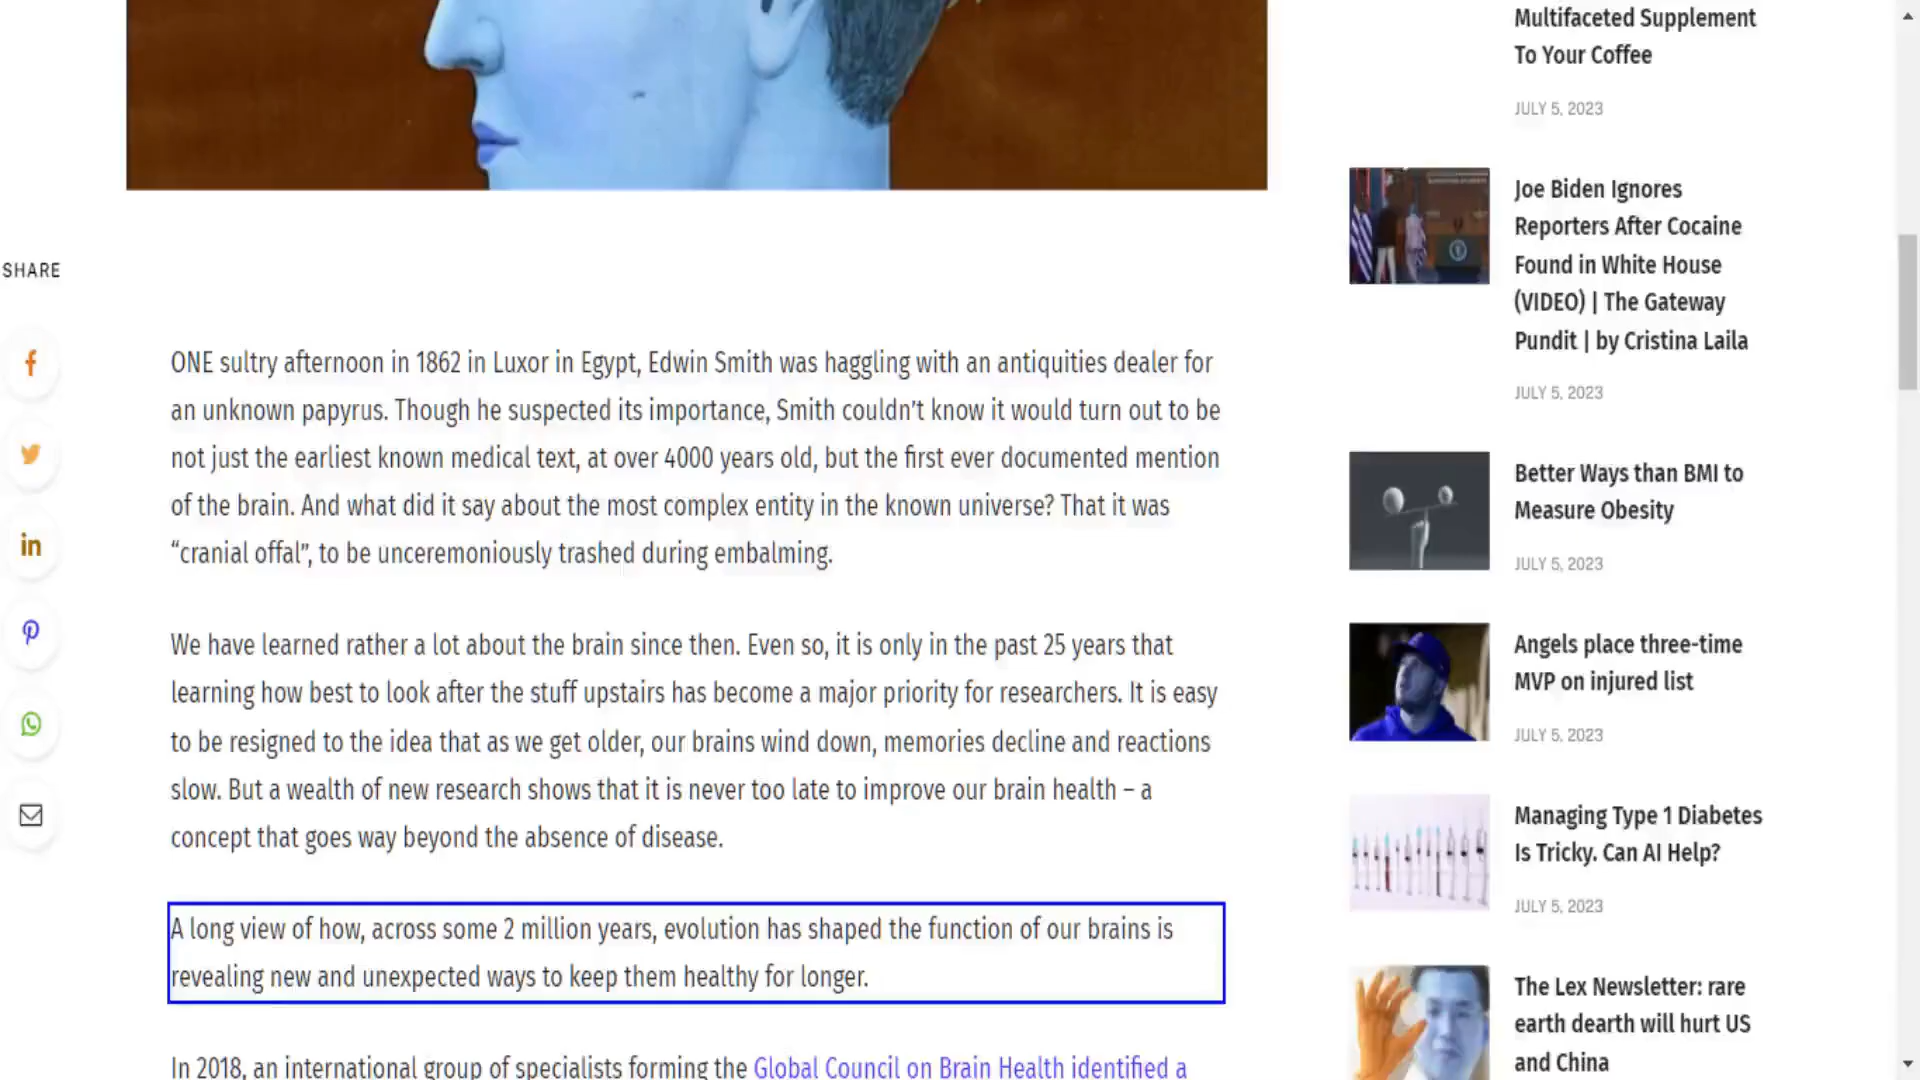 Multifaceted Supplement
To Your Coffee
JULY 5, 2023
Joe Biden Ignores
Reporters After Cocaine
Found in White House
(VIDEO) | The Gateway
Pundit | by Cristina Laila
JULY 5, 2023
SHARE
ONE sultry afternoon in 1862 in Luxor in Egypt, Edwin Smith was haggling with an antiquities dealer for
an unknown papyrus. Though he suspected its importance, Smith couldn’t know it would turn out to be
not just the earliest known medical text, at over 4000 years old, but the first ever documented mention
of the brain. And what did it say about the most complex entity in the known universe? That it was
“cranial offal”, to be unceremoniously trashed during embalming.
We have learned rather a lot about the brain since then. Even so, it is only in the past 25 years that
learning how best to look after the stuff upstairs has become a major priority for researchers. It is easy
to be resigned to the idea that as we get older, our brains wind down, memories decline and reactions
slow. But a wealth of new research shows that it is never too late to improve our brain health – a
concept that goes way beyond the absence of disease.
A long view of how, across some 2 million years, evolution has shaped the function of our brains is
revealing new and unexpected ways to keep them healthy for longer.
In 2018, an international group of specialists forming the Global Council on Brain Health identified a
Better Ways than BMI to
Measure Obesity
JULY 5, 2023
Angels place three-time
MVP on injured list
JULY 5, 2023
Managing Type 1 Diabetes
Is Tricky. Can AI Help?
JULY 5, 2023
The Lex Newsletter: rare
earth dearth will hurt US
and China